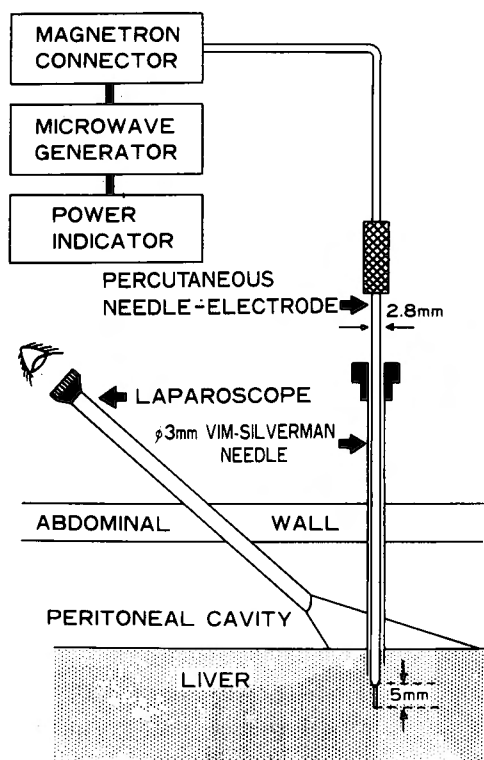 MAGNETRON
CONNECTOR
MICROWAVE
GENERATOR
POWER
INDICATOR
PERCUTANEOUS
NEEDLE-ELECTRODE
2.8mm
LAPAROSCOPE
φ3mm VIM-SILVERMAN
NEEDLE
ABDOMINAL WALL
PERITONEAL CAVITY
LIVER
5mm